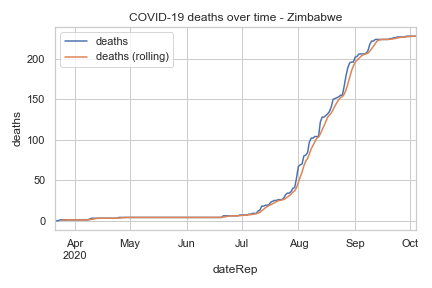 COVID-19 deaths over time - Zimbabwe
deaths
deaths (rolling)
200
150
100
50
0
deaths
Apr May Jun Jul Aug Sep Oct
2020
dateRep